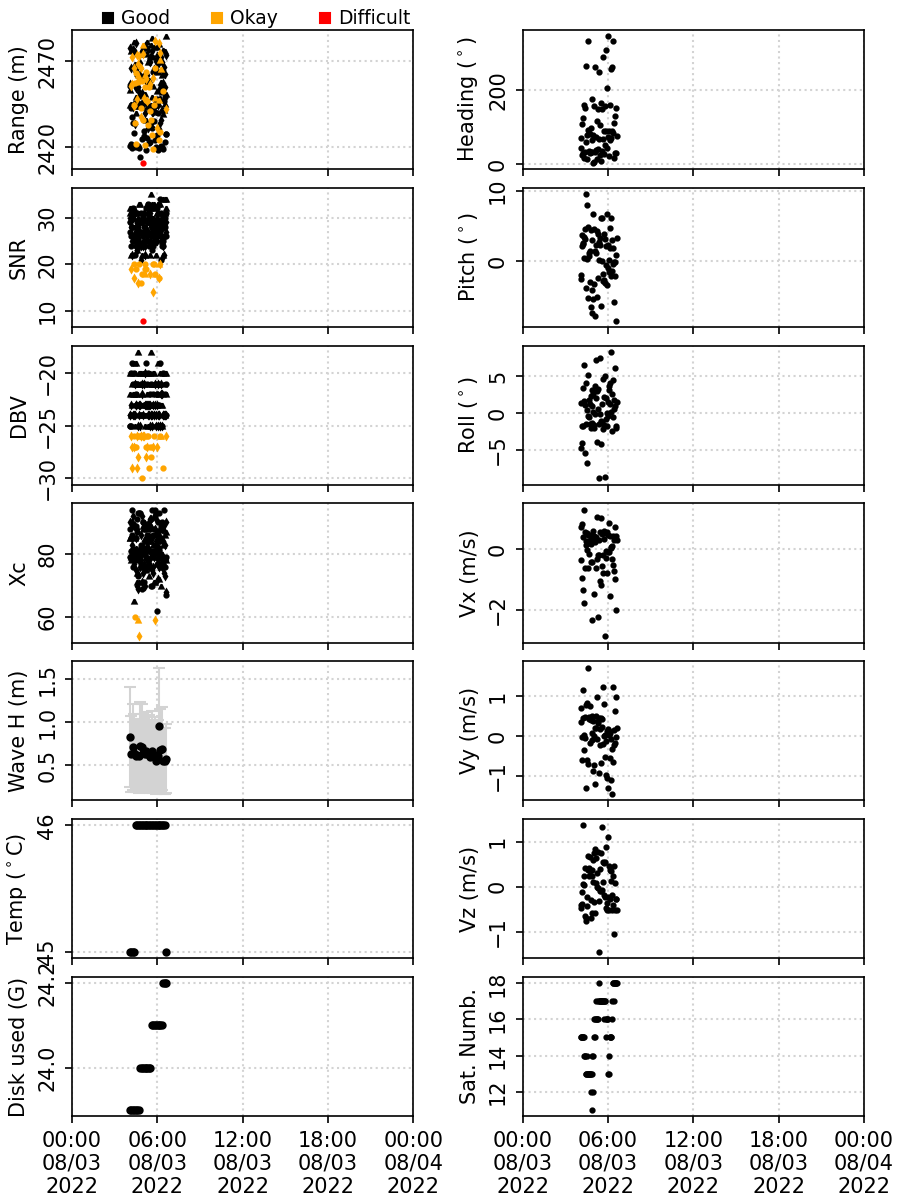 Good Okay Difficult
Range (m)
2470
2420
Heading (°)
200
0
SNR
30
20
10
Pitch (°)
10
0
DBV
−20
−25
−30
Roll (°)
5
0
−5
Xc
80
60
Vx (m/s)
0
−2
Wave H (m)
1.5
1.0
0.5
Vy (m/s)
1
0
−1
Temp (°C)
46
45
Vz (m/s)
1
0
−1
Disk used (G)
24.2
24.0
Sat. Numb.
18
16
14
12
00:00 06:00 12:00 18:00 00:00 00:00 06:00 12:00 18:00 00:00
08/03 08/03 08/03 08/03 08/04 08/03 08/03 08/03 08/03 08/04
2022 2022 2022 2022 2022 2022 2022 2022 2022 2022